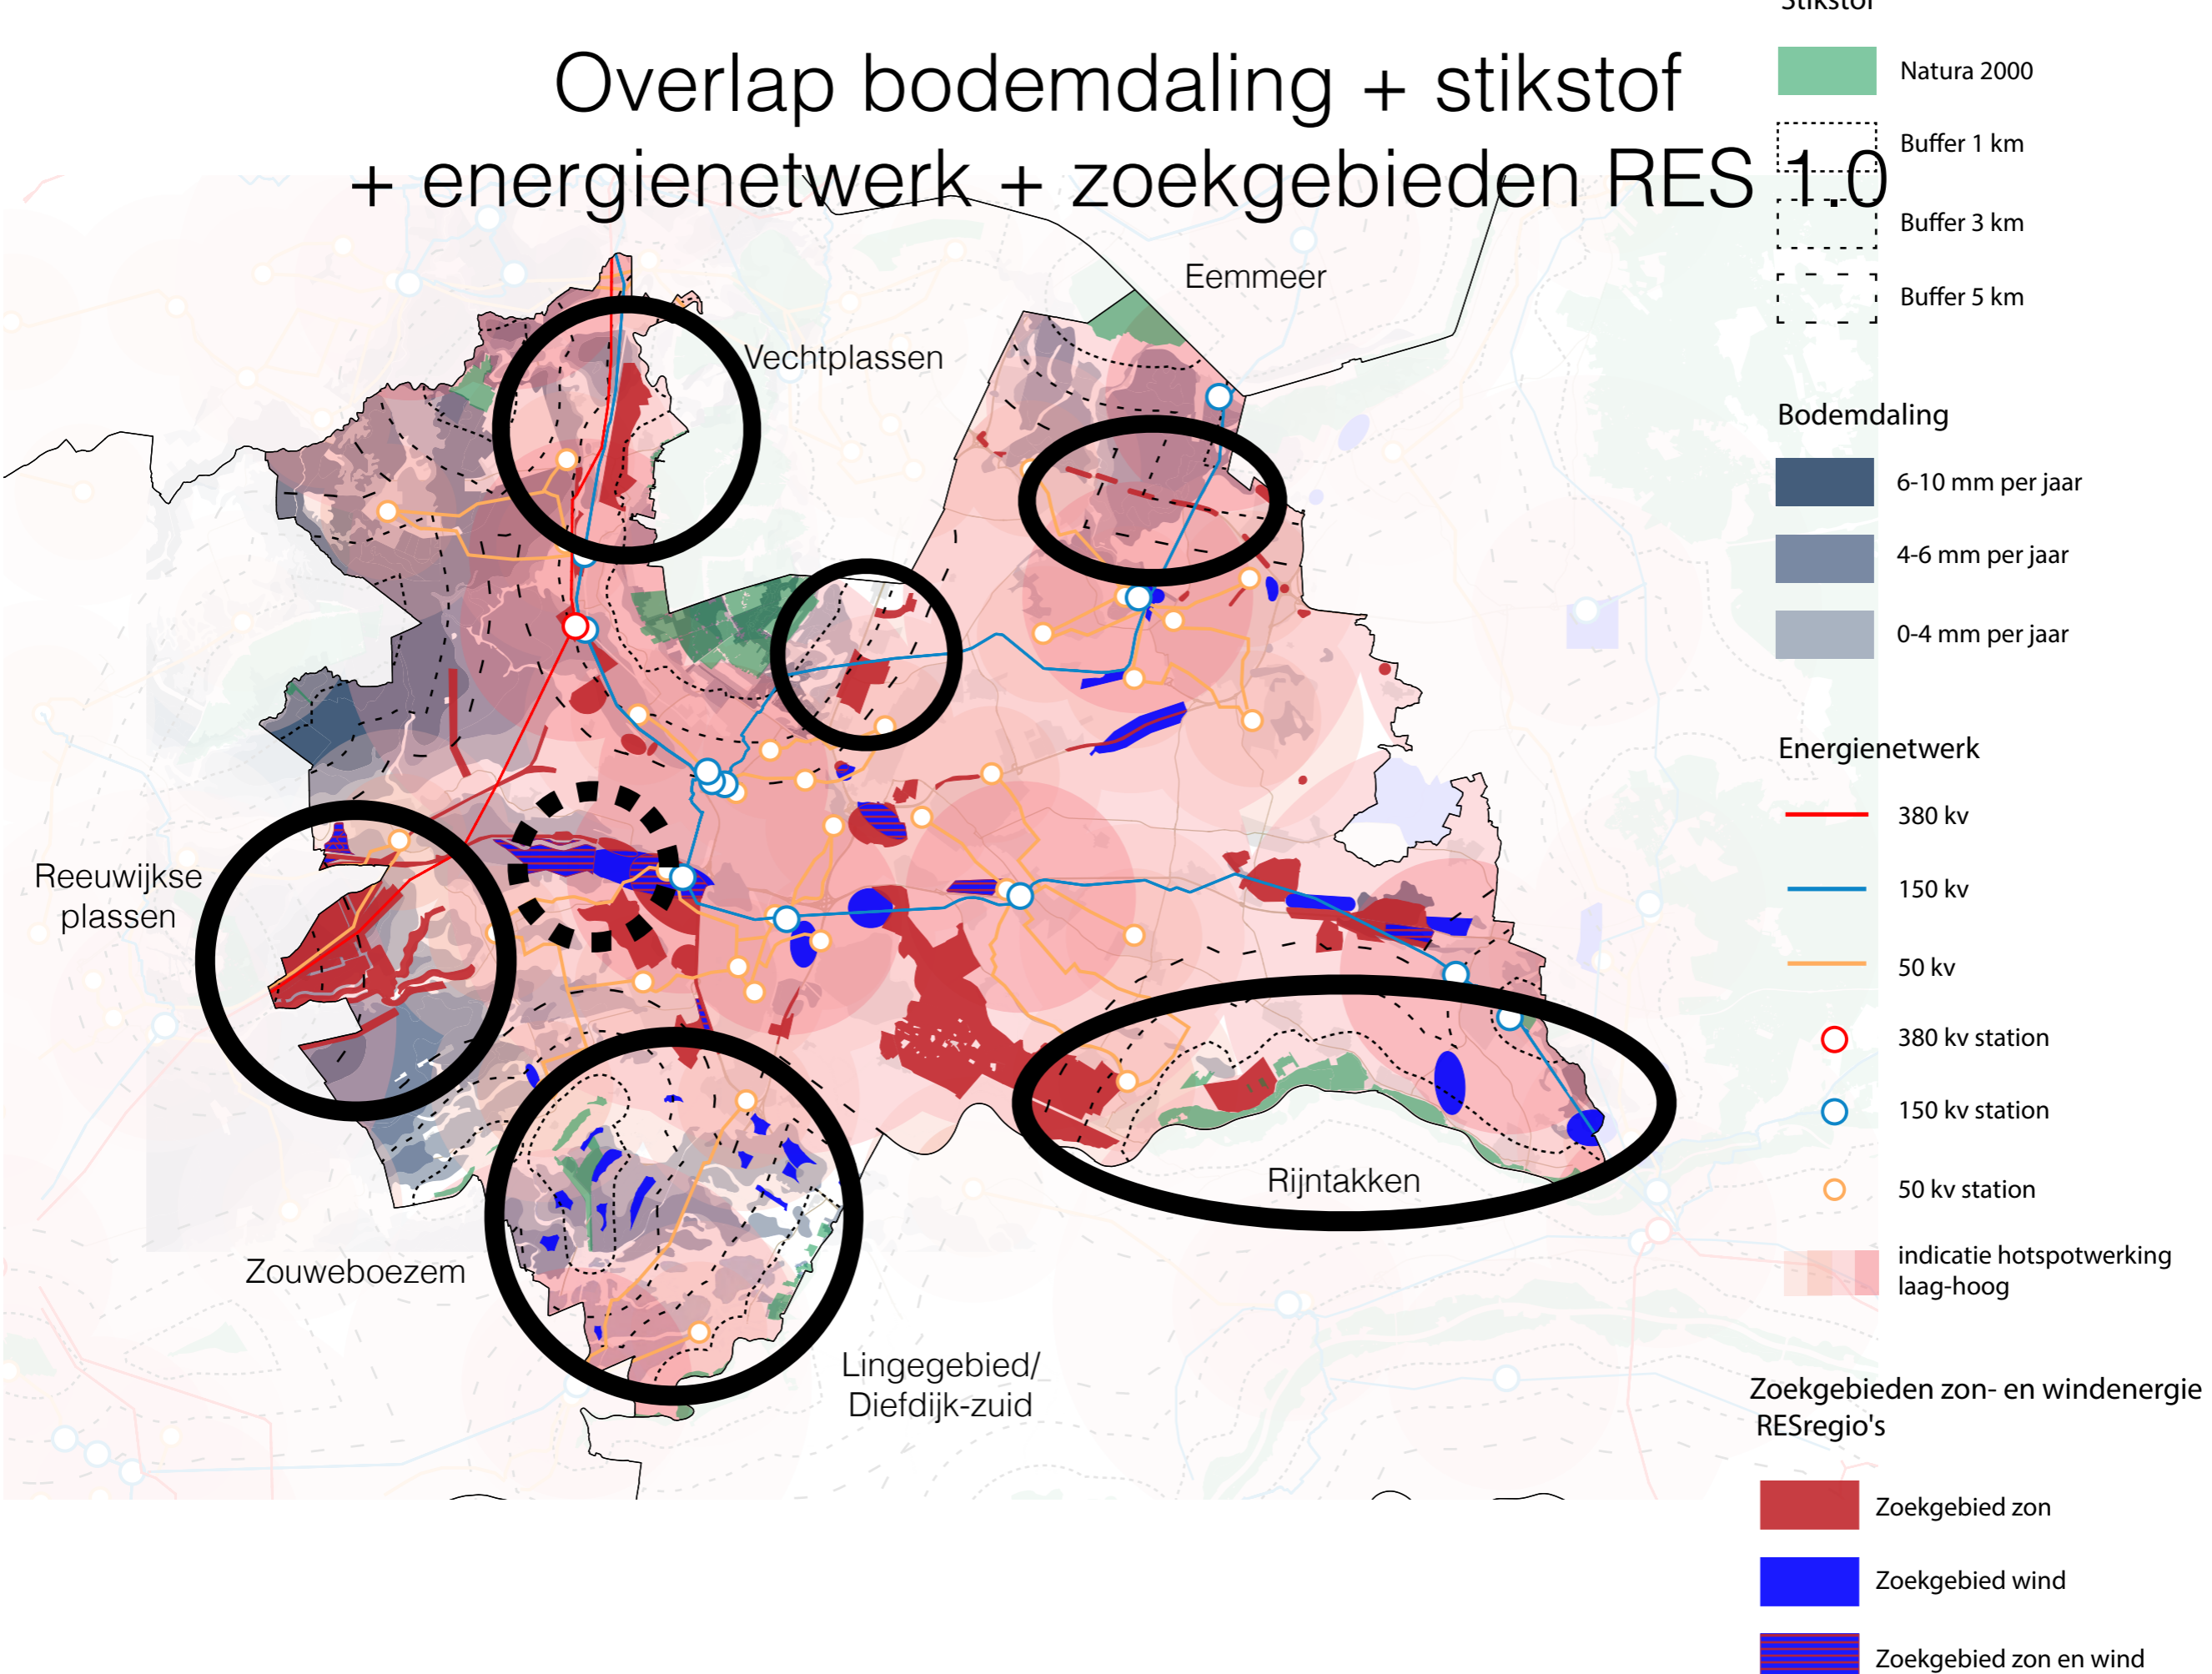 Stikstof
Overlap bodemdaling + stikstof
+ energienetwerk + zoekgebieden RES 1.0
Natura 2000
Buffer 1 km
Buffer 3 km
Buffer 5 km
Eemmeer
Vechtplassen
Bodemdaling
6-10 mm per jaar
4-6 mm per jaar
0-4 mm per jaar
Energienetwerk
380 kv
150 kv
50 kv
380 kv station
150 kv station
50 kv station
indicatie hotspotwerking
laag-hoog
Reeuwijkse
plassen
Rijntakken
Zouweboezem
Lingegebied/
Diefdijk-zuid
Zoekgebieden zon- en windenergie
RESregio's
Zoekgebied zon
Zoekgebied wind
Zoekgebied zon en wind